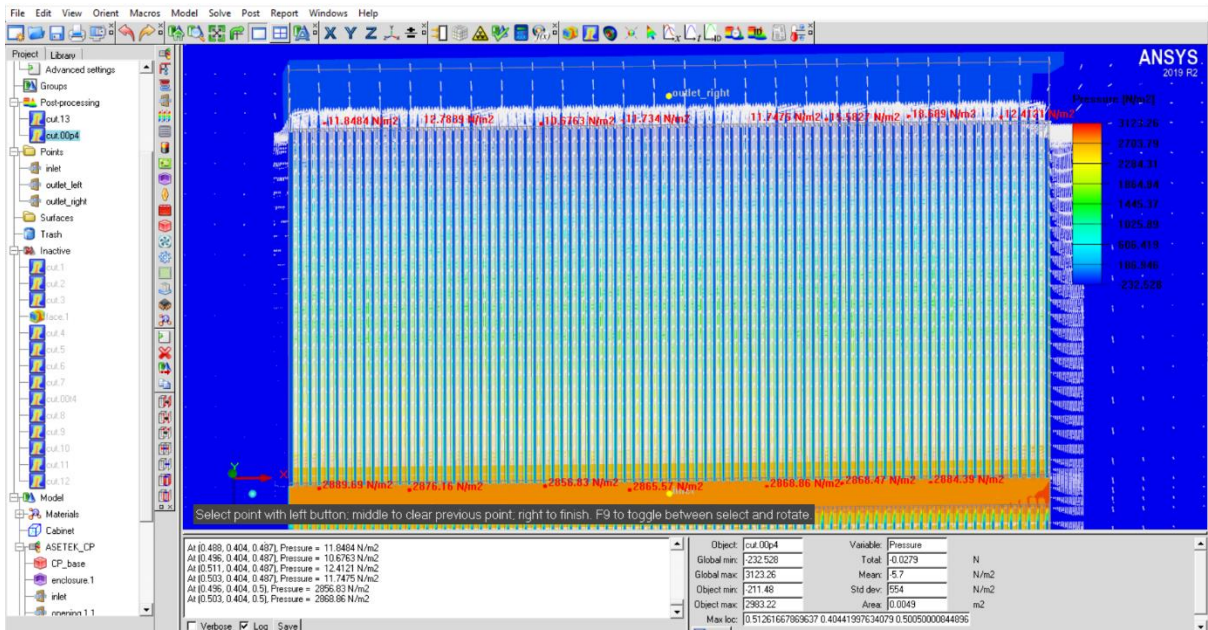 File Edit View Orient Macros Model Solve Post Report Windows Help
Project Library
Advanced settings
Groups
Post-processing
cut.13
cut.00p4
Points
inlet
outlet_left
outlet_right
Surfaces
Trash
Inactive
cut.1
cut.2
cut.3
face.1
cut.4
cut.5
cut.6
cut.7
cut.00t4
cut.8
cut.9
cut.10
cut.11
cut.12
Model
Materials
Cabinet
ASETEK_CP
CP_base
enclosure.1
inlet
opening.1.1
ANSYS
2019 R2
outlet_right
Pressure [N/m2]
3123.26
2703.79
2284.31
1864.84
1445.37
1025.89
606.418
186.946
-232.528
11.8484 N/m2 12.7889 N/m2 10.6763 N/m2 11.734 N/m2 11.7475 N/m2 12.4121 N/m2
2889.69 N/m2 2876.16 N/m2 2856.83 N/m2 2865.57 N/m2 2868.86 N/m2 2868.47 N/m2 2884.39 N/m2
Y X
Select point with left button; middle to clear previous point; right to finish. F9 to toggle between select and rotate.
At (0.488, 0.404, 0.487), Pressure = 11.8484 N/m2
At (0.496, 0.404, 0.487), Pressure = 10.6763 N/m2
At (0.511, 0.404, 0.487), Pressure = 12.4121 N/m2
At (0.503, 0.404, 0.487), Pressure = 11.7475 N/m2
At (0.496, 0.404, 0.5), Pressure = 2856.83 N/m2
At (0.503, 0.404, 0.5), Pressure = 2868.86 N/m2
Verbose Log Save
Object: cut.00p4 Variable: Pressure
Global min: -232.528 Total: -0.0279 N
Global max: 3123.26 Mean: -5.7 N/m2
Object min: -211.48 Std dev: 554 N/m2
Object max: 2983.22 Area: 0.0049 m2
Max loc: 0.51261667869637 0.40441997634079 0.50050000844896